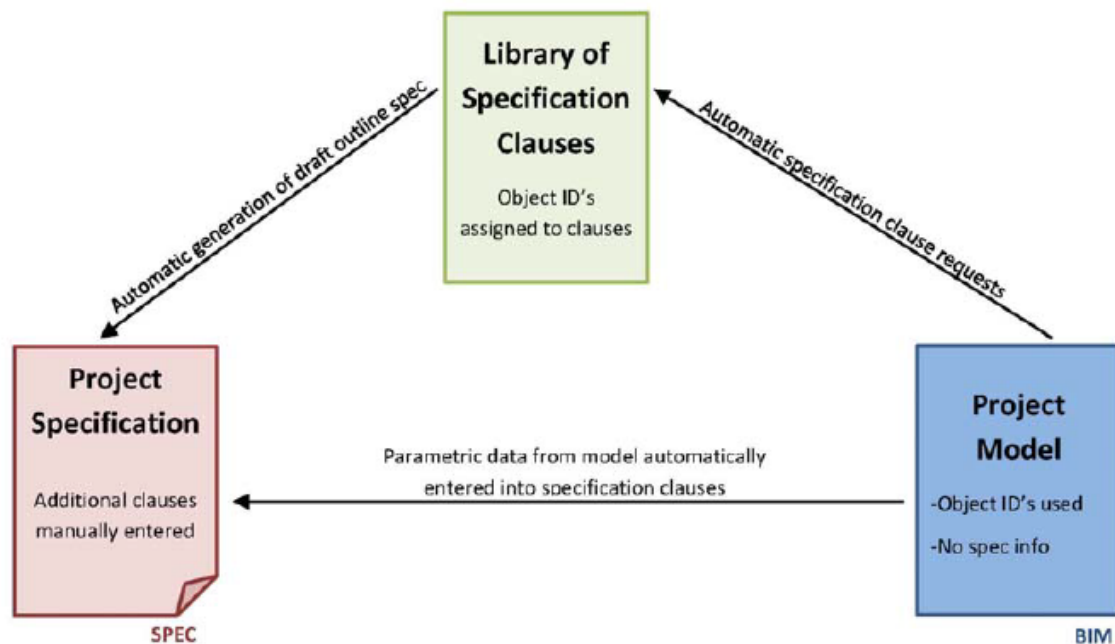 Library of
Specification
Clauses
Object ID's
assigned to clauses
Automatic generation of draft outline spec
Automatic specification clause requests
Project
Specification
Additional clauses
manually entered
SPEC
Parametric data from model automatically
entered into specification clauses
Project
Model
-Object ID's used
-No spec info
BIM